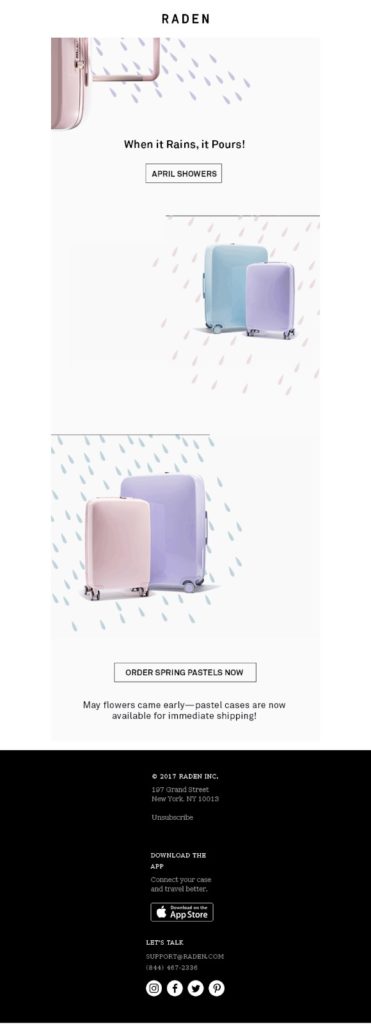 RADEN
When it Rains, it Pours!
APRIL SHOWERS
ORDER SPRING PASTELS NOW
May flowers came early—pastel cases are now
available for immediate shipping!
© 2017 RADEN INC.
197 Grand Street
New York, NY 10013
Unsubscribe
DOWNLOAD THE
APP
Connect your case
and travel better.
Download on the
App Store
LET'S TALK
SUPPORT@RADEN.COM
(844) 467-2336